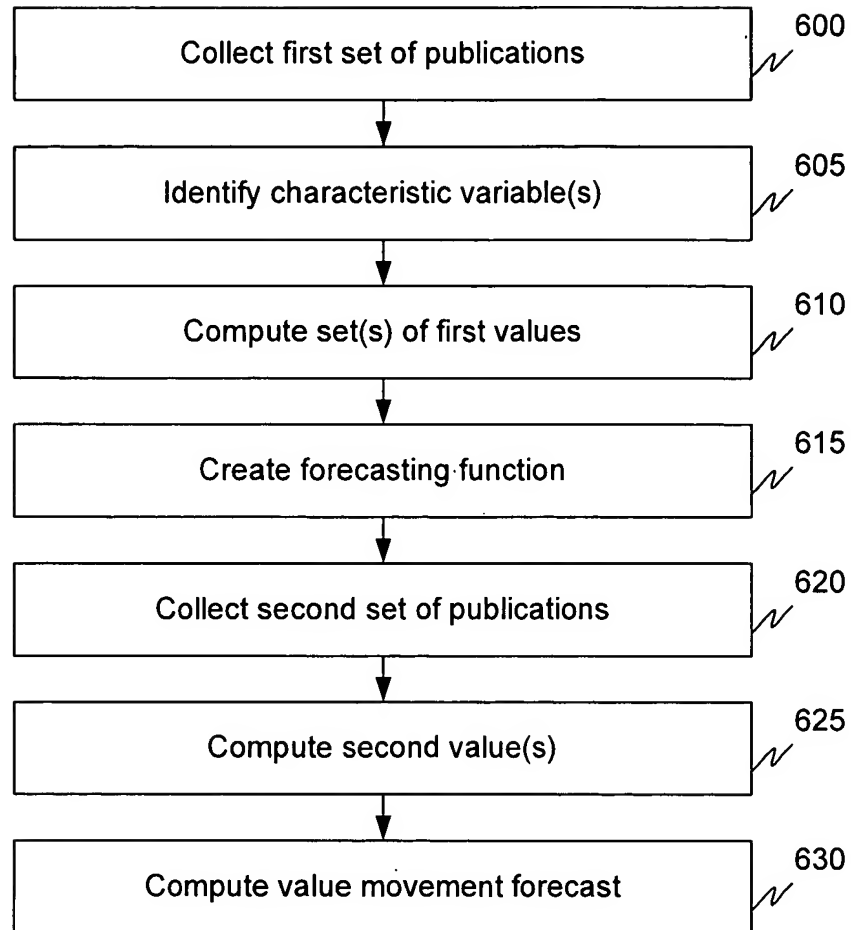 600
Collect first set of publications
605
Identify characteristic variable(s)
610
Compute set(s) of first values
615
Create forecasting function
620
Collect second set of publications
625
Compute second value(s)
630
Compute value movement forecast